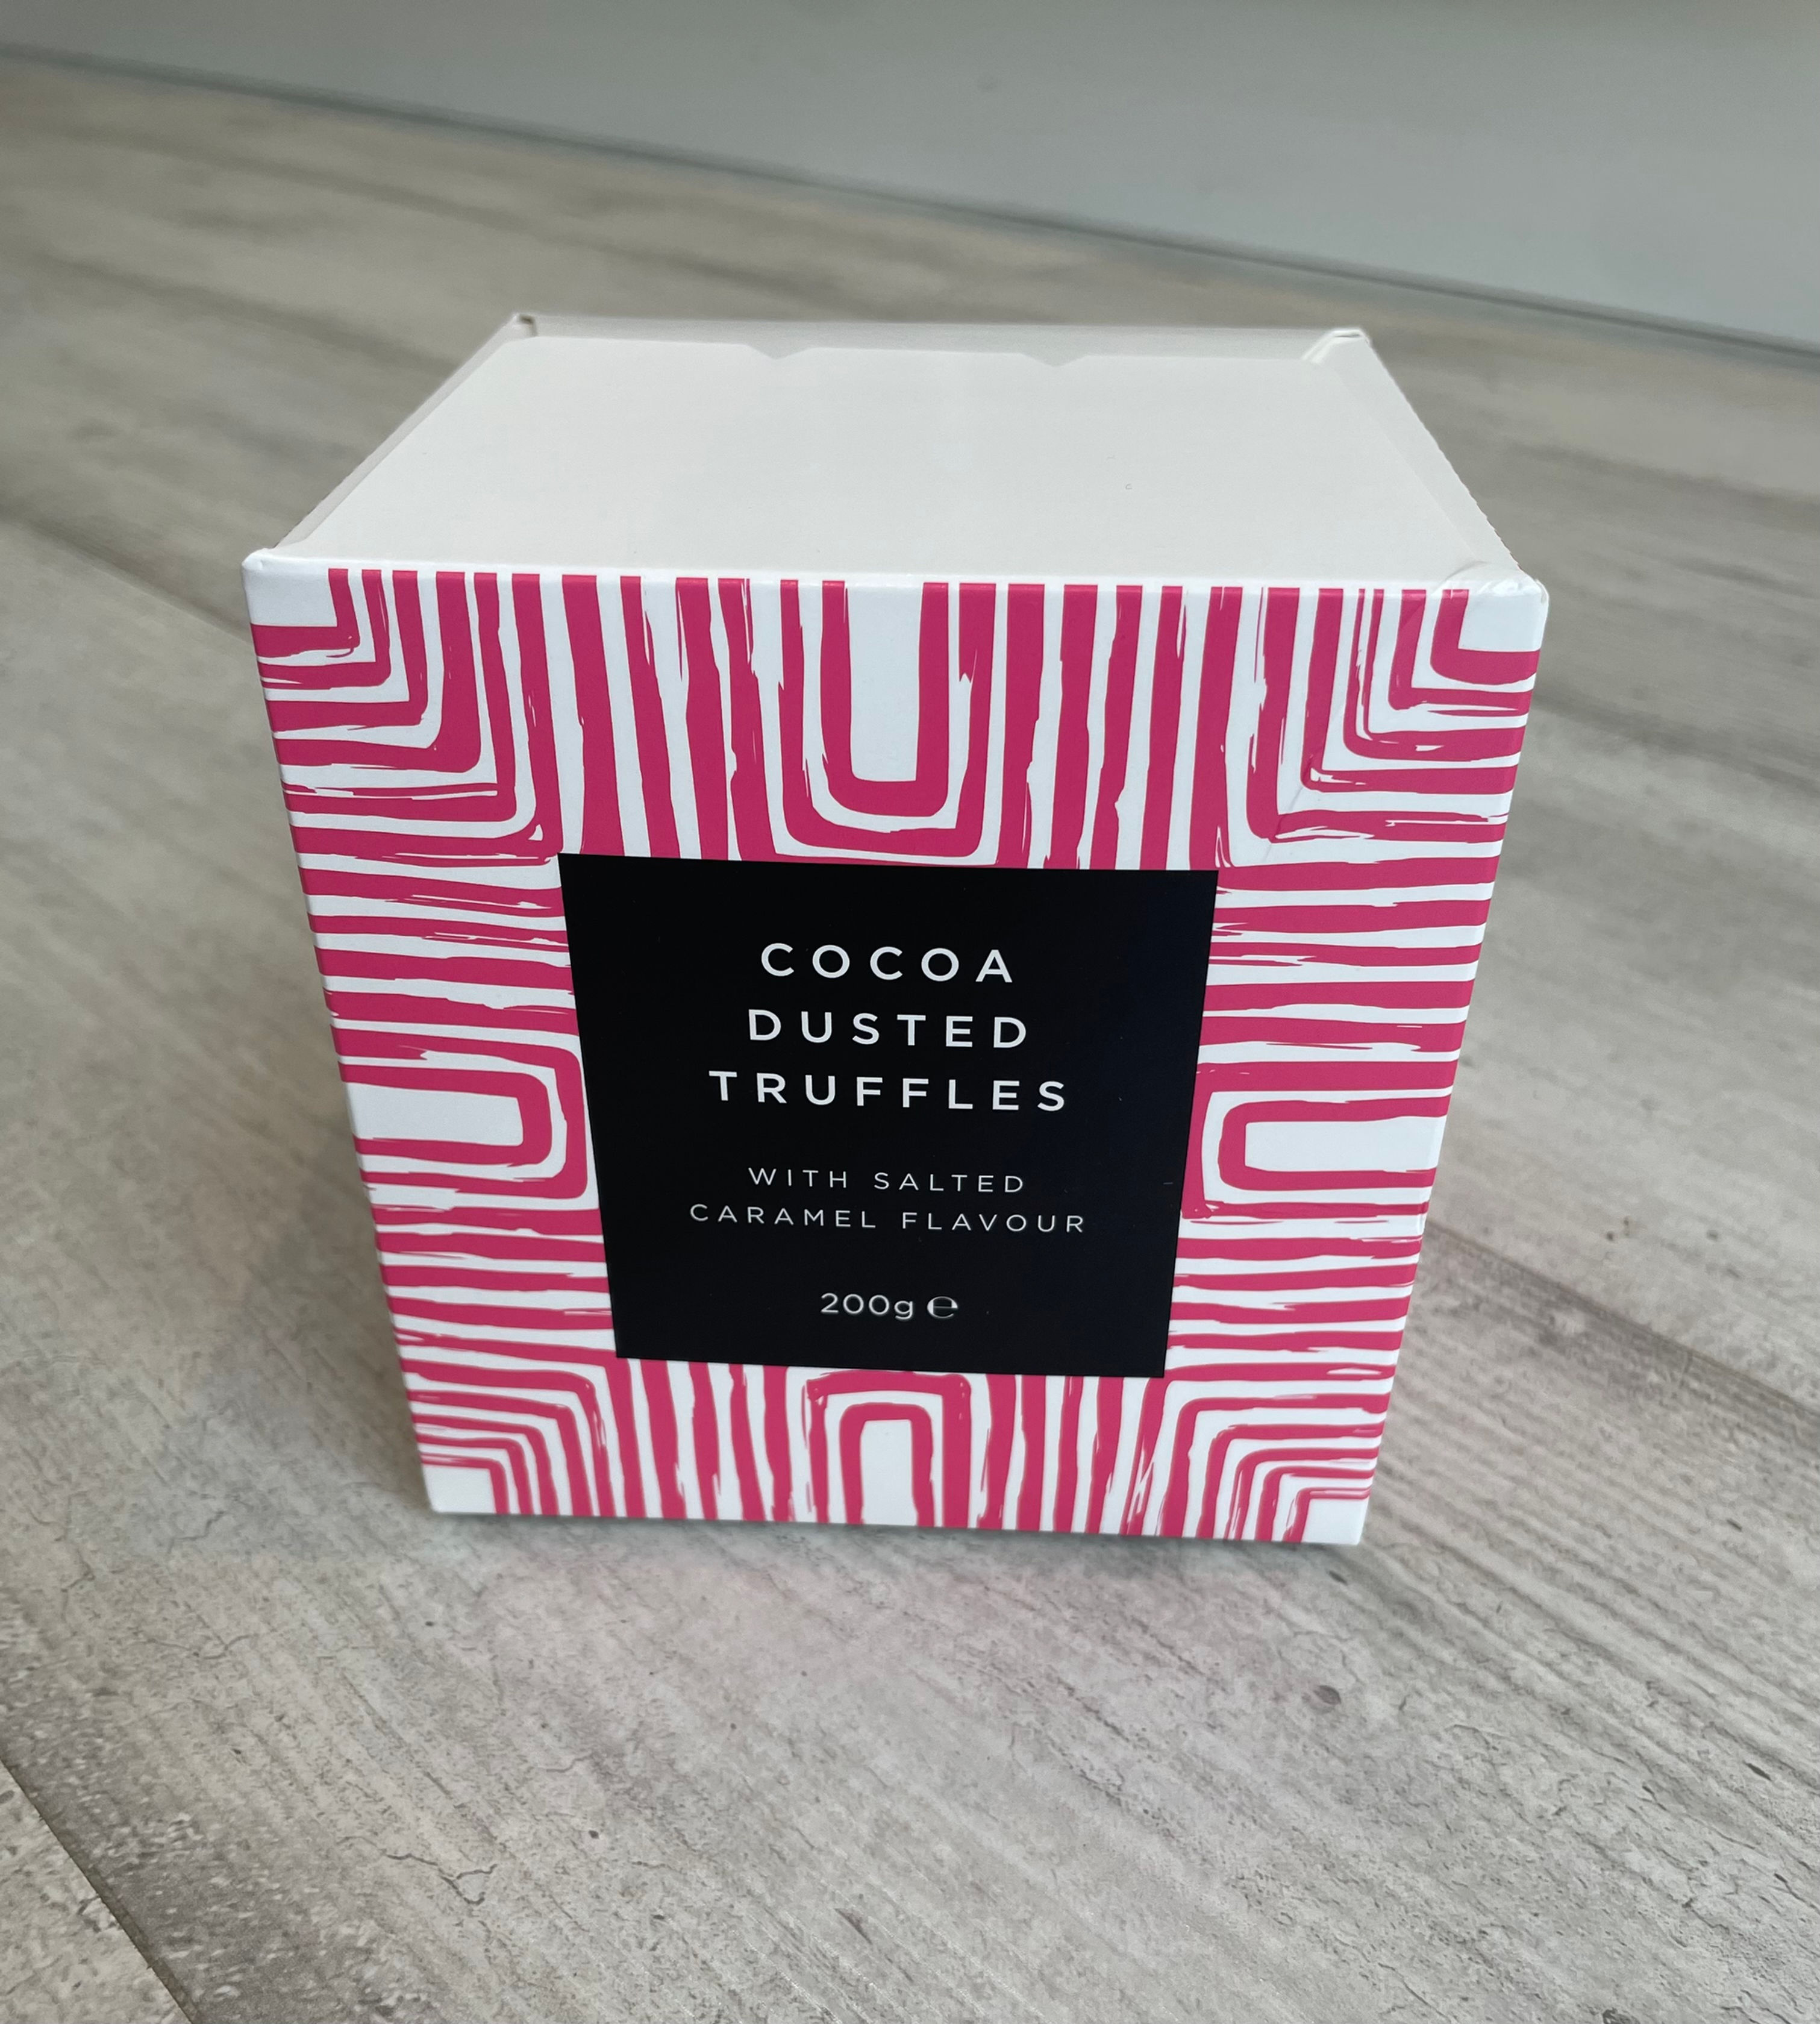 COCOA
DUSTED
TRUFFLES
WITH SALTED
CARAMEL FLAVOUR
200g ℮